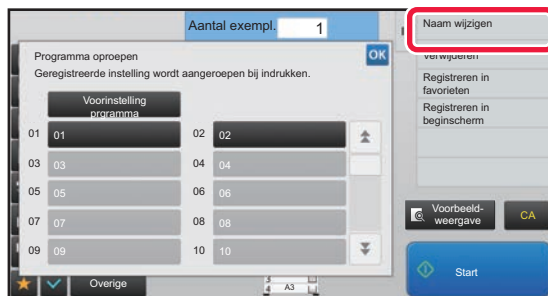 Aantal exempl. 1
Naam wijzigen
Programma oproepen
OK
Geregistreerde instelling wordt aangeroepen bij indrukken.
Verwijderen
Registreren in
favorieten
Registreren in
beginscherm
Voorinstelling
prgramma
01 01 02 02
03 03 04 04
05 05 06 06
07 07 08 08
09 09 10 10
Voorbeeld-
weergave
CA
Start
Overige
4 A3